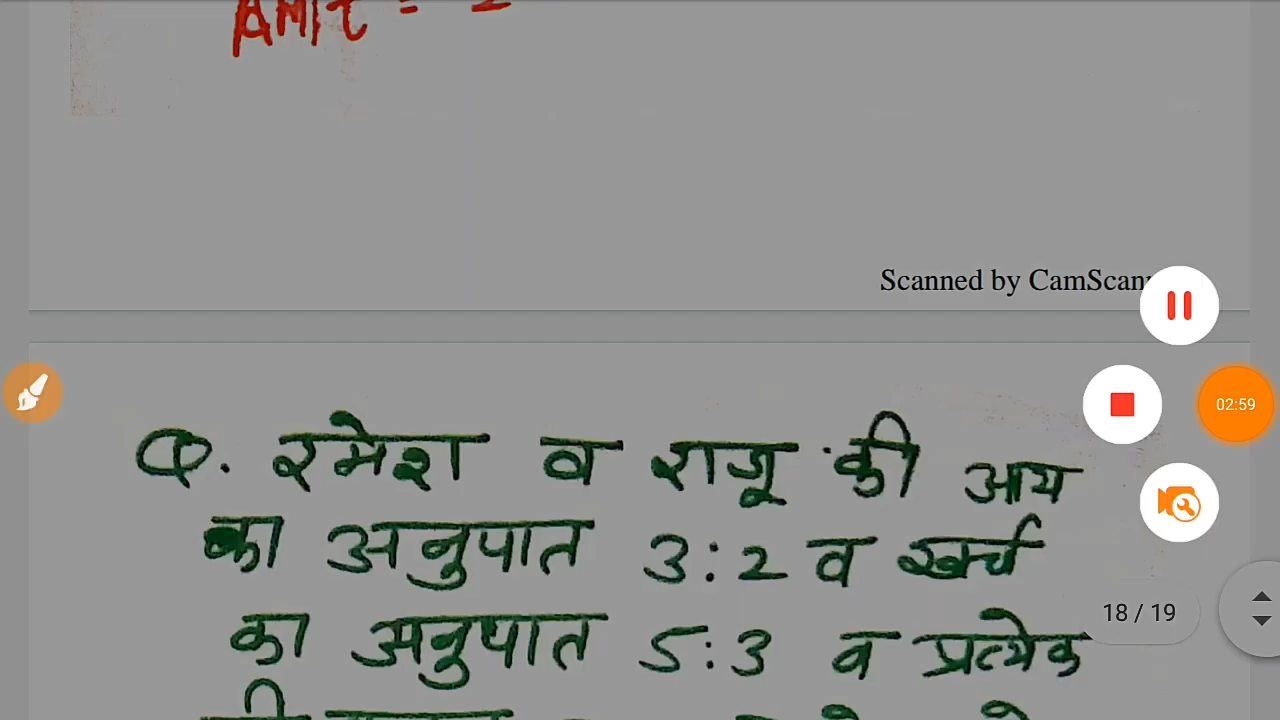 Scanned by CamScan
02:59
Q. रमेश व राजू की आय
का अनुपात 3:2 व खर्च
18 / 19
का अनुपात 5:3 व प्रत्येक